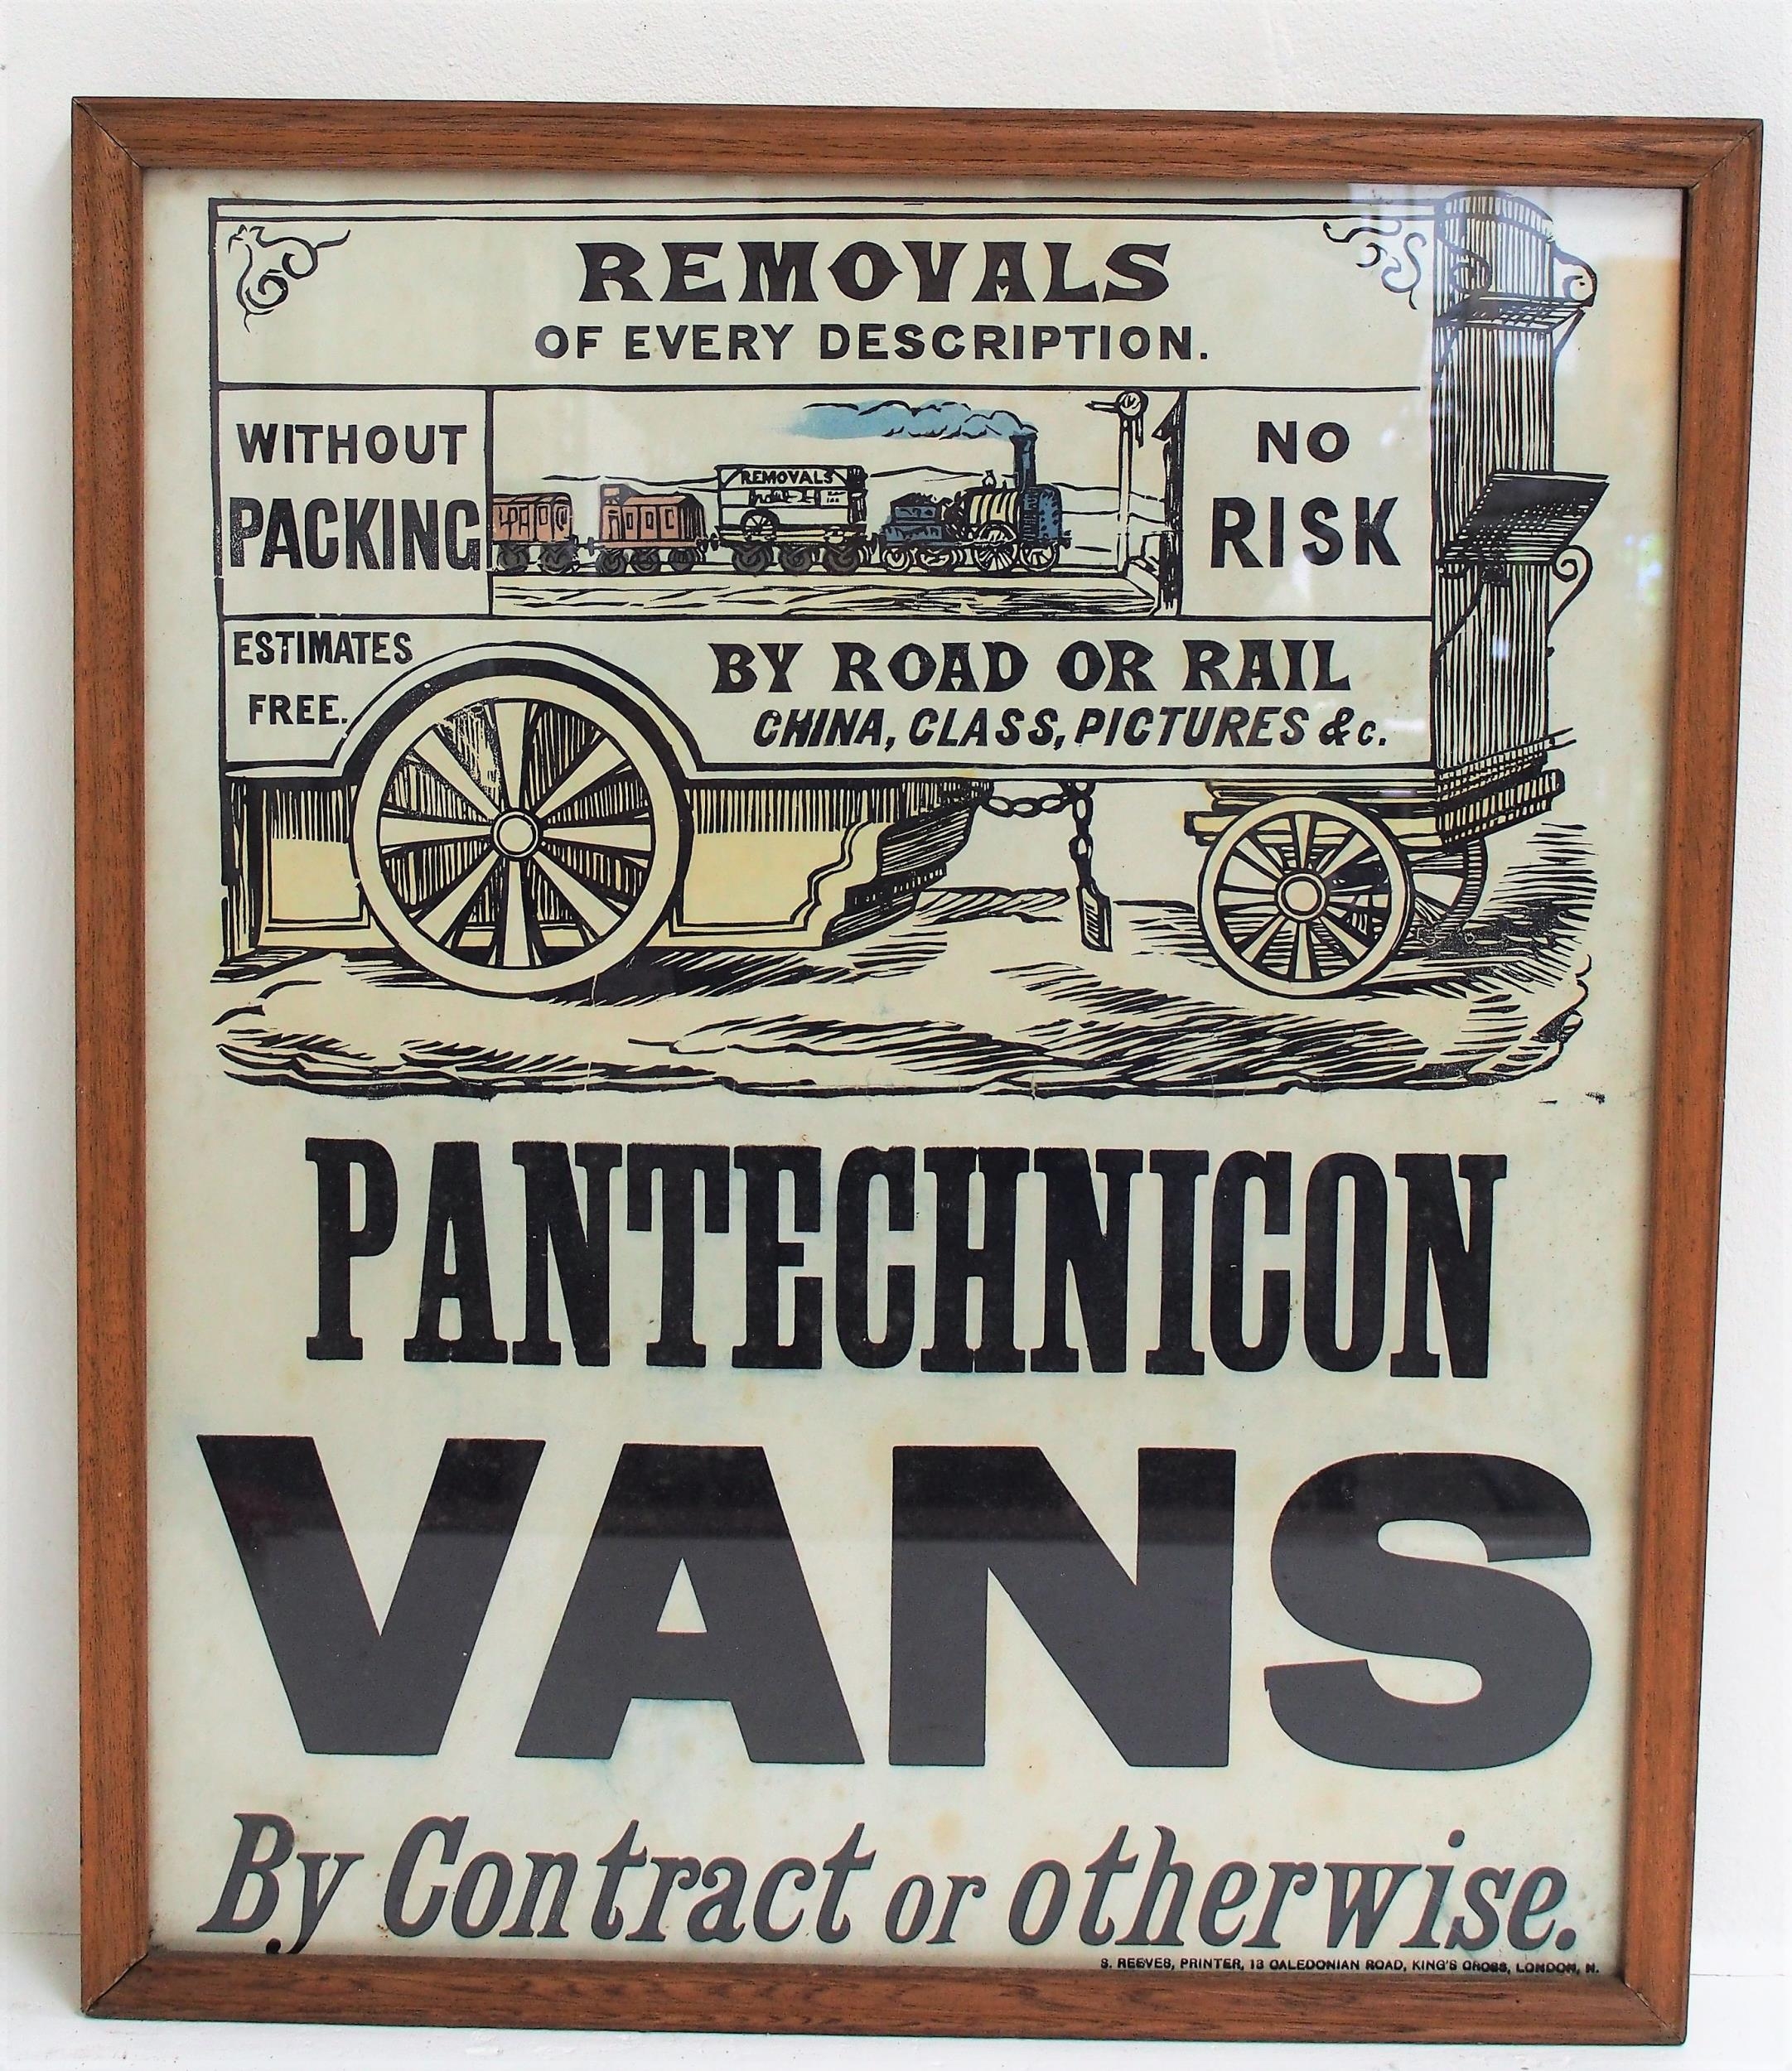 REMOVALS
OF EVERY DESCRIPTION.
WITHOUT
PACKING
REMOVALS
NO
RISK
ESTIMATES
FREE.
BY ROAD OR RAIL
CHINA, CLASS, PICTURES &c.
PANTECHNICON
VANS
By Contract or otherwise.
S. REEVES, PRINTER, 13 CALEDONIAN ROAD, KING'S CROSS, LONDON, N.